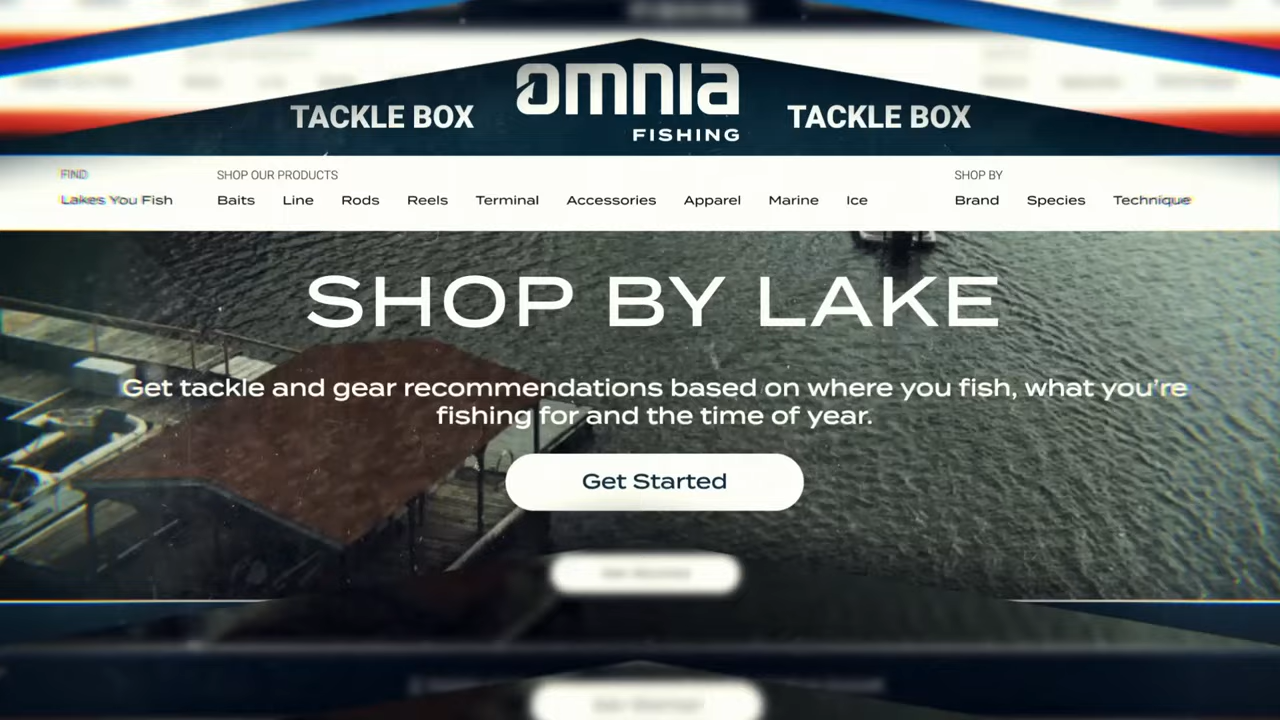 TACKLE BOX
omnia
FISHING
TACKLE BOX
FIND
SHOP OUR PRODUCTS
SHOP BY
Lakes You Fish
Baits Line Rods Reels Terminal Accessories Apparel Marine Ice
Brand Species Technique
SHOP BY LAKE
Get tackle and gear recommendations based on where you fish, what you're
fishing for and the time of year.
Get Started